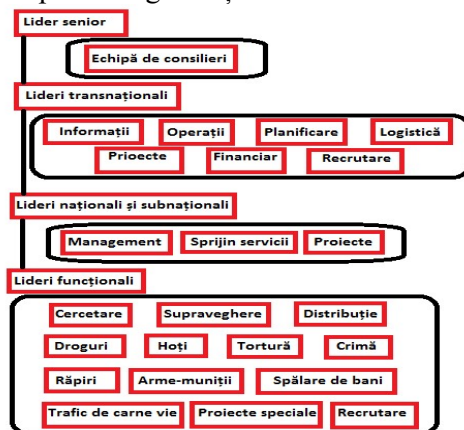 Lider senior
Echipă de consilieri
Lideri transnaționali
Informații Operații Planificare Logistică
Prioecte Financiar Recrutare
Lideri naționali și subnaționali
Management Sprijin servicii Proiecte
Lideri funcționali
Cercetare Supraveghere Distribuție
Droguri Hoți Tortură Crimă
Răpiri Arme-muniții Spălare de bani
Trafic de carne vie Proiecte speciale Recrutare